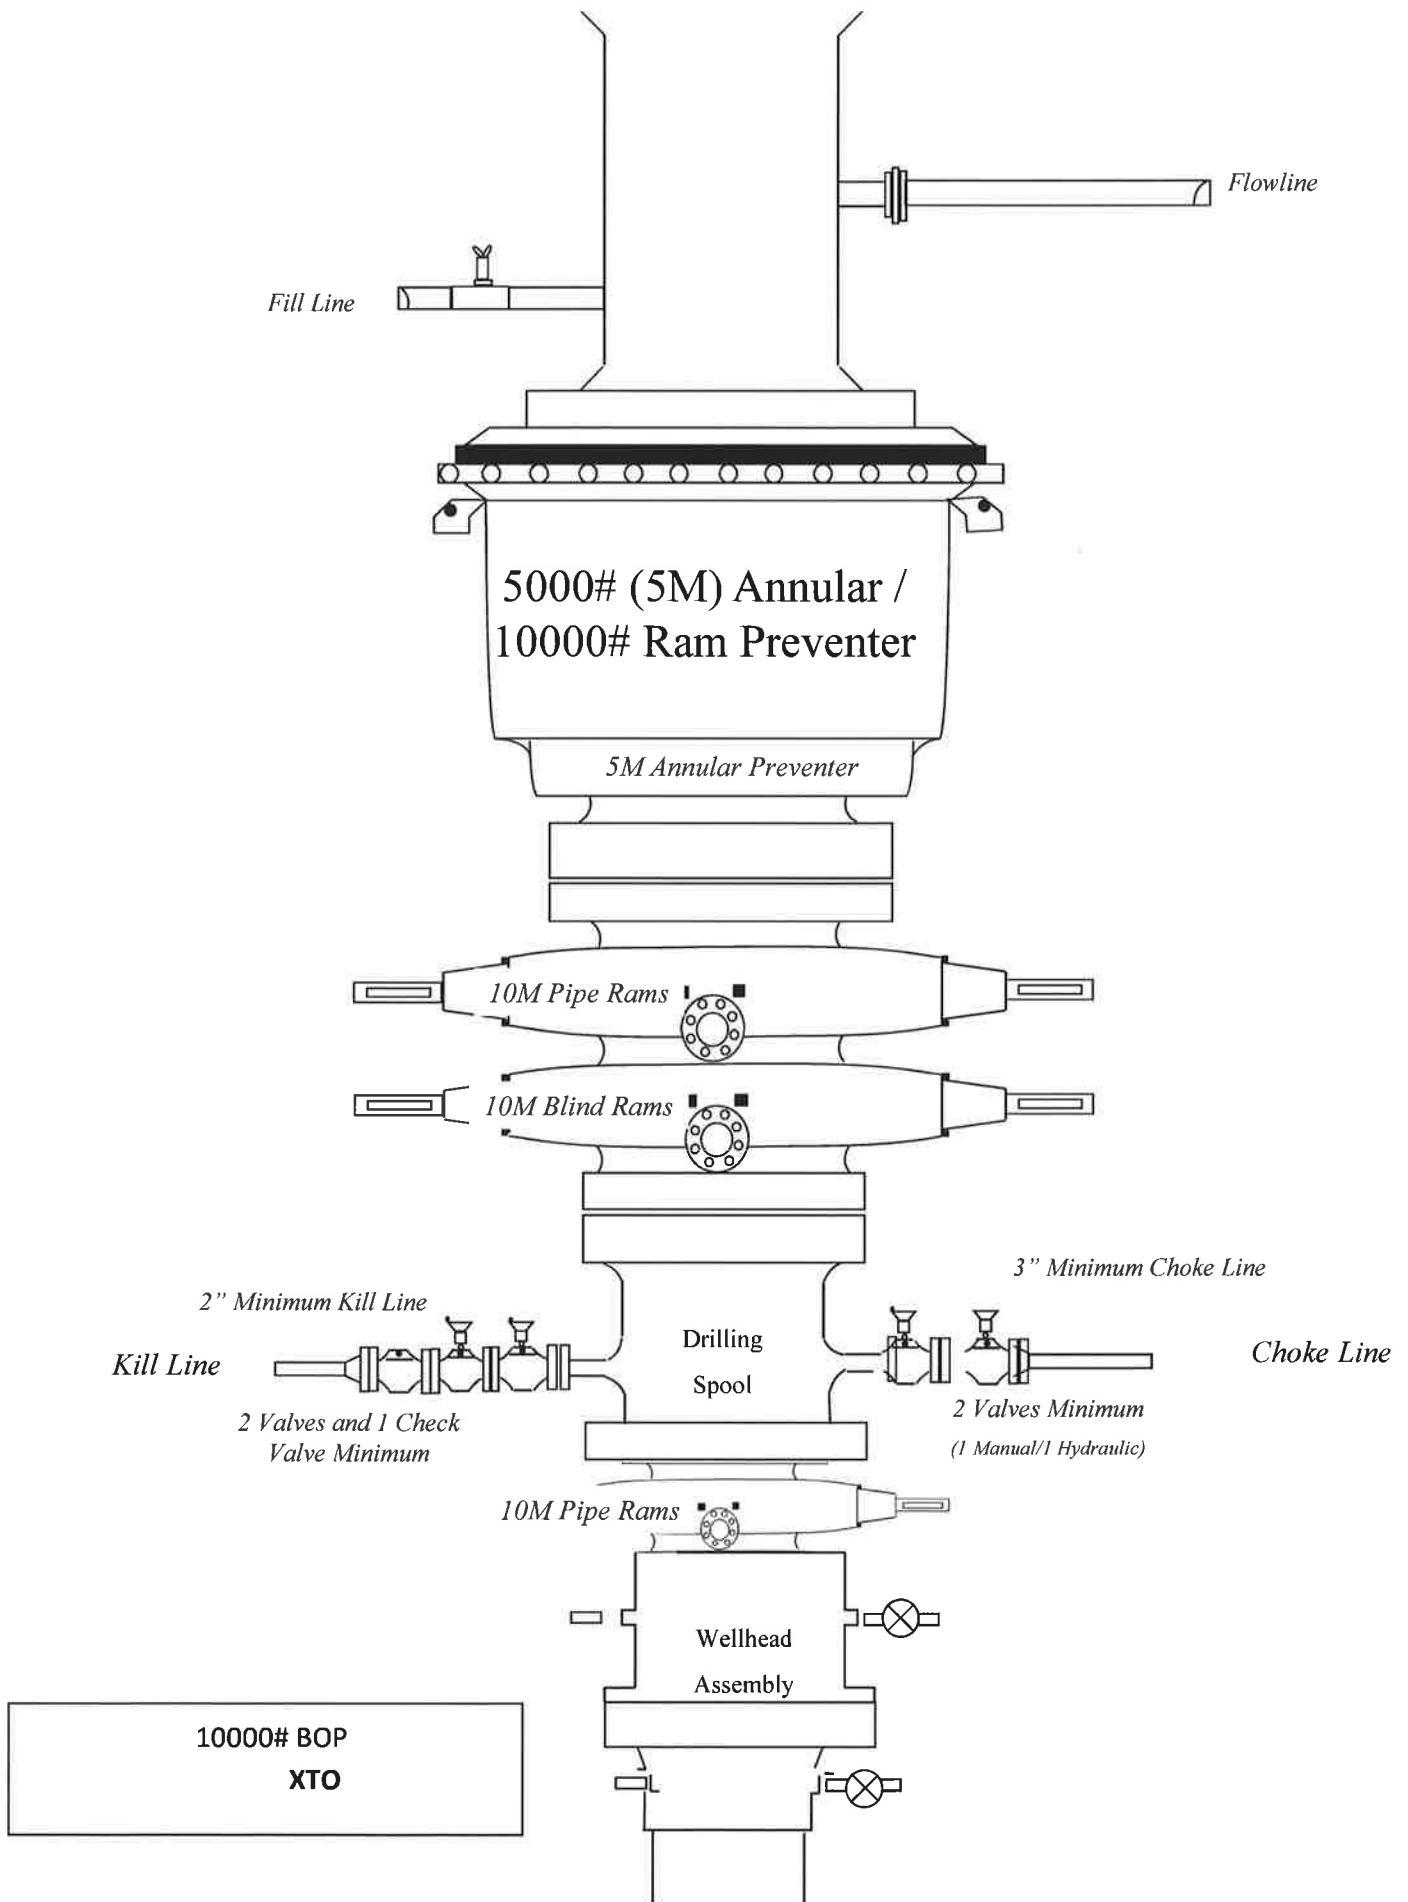 Flowline
Fill Line
5000# (5M) Annular /
10000# Ram Preventer
5M Annular Preventer
10M Pipe Rams
10M Blind Rams
3” Minimum Choke Line
2” Minimum Kill Line
Drilling
Spool
Kill Line
Choke Line
2 Valves and 1 Check
Valve Minimum
2 Valves Minimum
(1 Manual/1 Hydraulic)
10M Pipe Rams
Wellhead
Assembly
10000# BOP
XTO